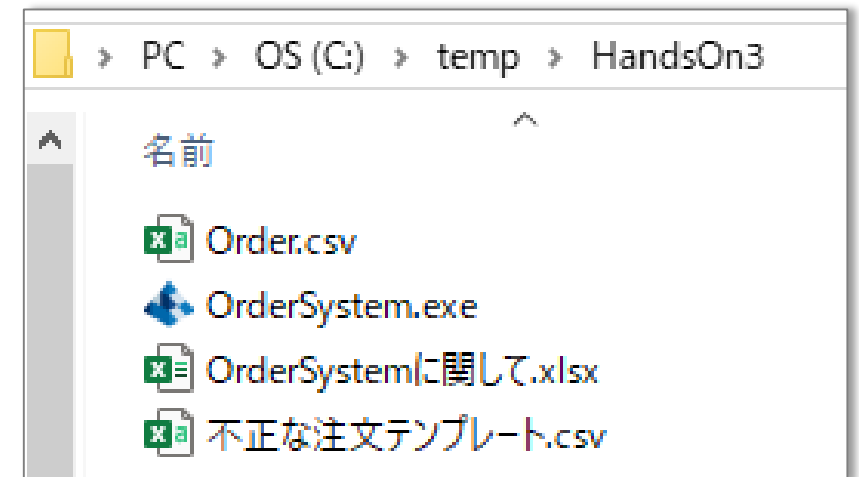 PC > OS (C:) > temp > HandsOn3
名前
Order.csv
OrderSystem.exe
OrderSystemに関して.xlsx
不正な注文テンプレート.csv